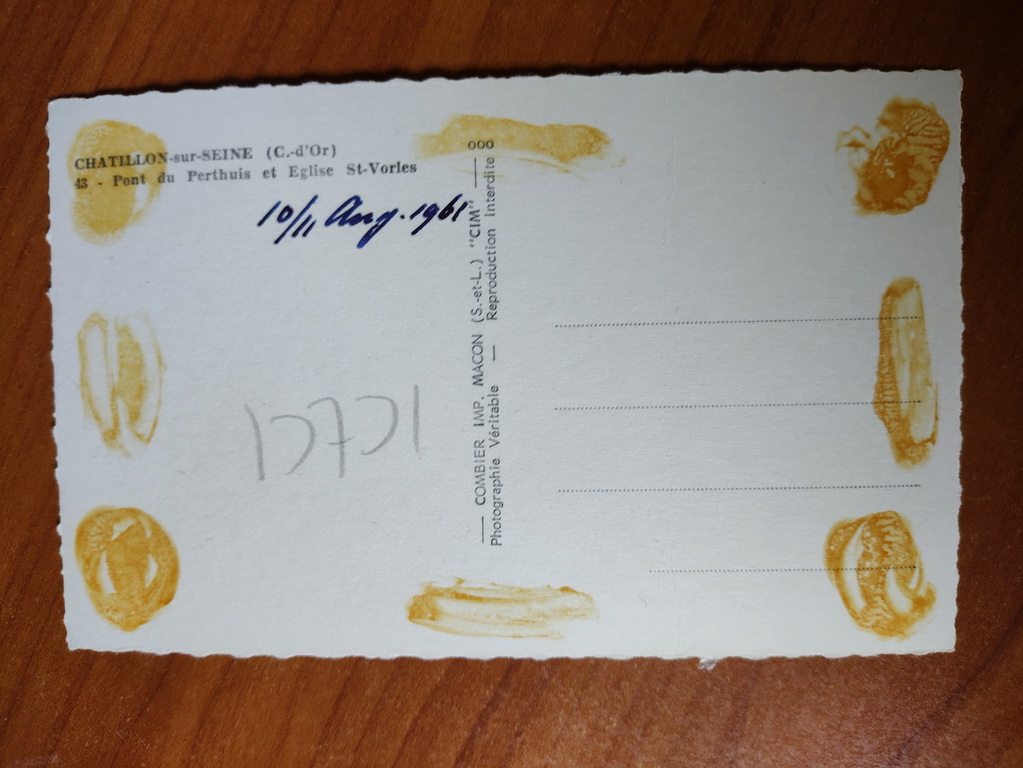 CHATILLON-sur-SEINE (C.-d'Or)
43 - Pont du Perthuis et Eglise St-Vorles
10/11 Aug. 1961
000
COMBIER IMP. MACON (S.-et-L.) "CIM"
Photographie Véritable — Reproduction Interdite